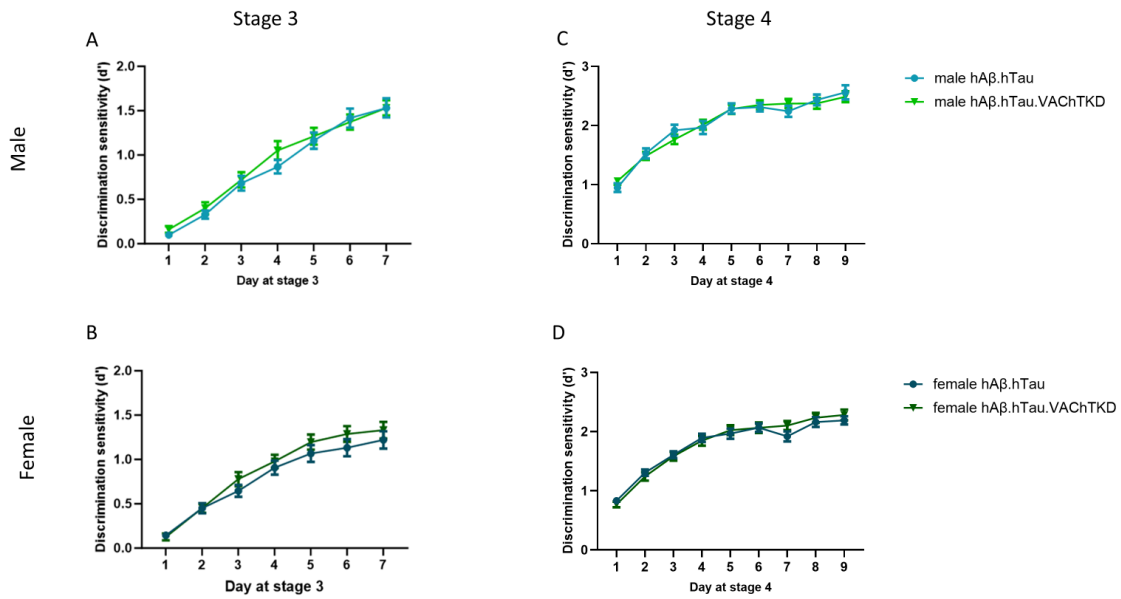 Stage 3
Stage 4
Male
A
Discrimination sensitivity (d')
2.0
1.5
1.0
0.5
0.0
1 2 3 4 5 6 7
Day at stage 3
C
Discrimination sensitivity (d')
3
2
1
0
1 2 3 4 5 6 7 8 9
Day at stage 4
male hAβ.hTau
male hAβ.hTau.VAChTKD
Female
B
Discrimination sensitivity (d')
2.0
1.5
1.0
0.5
0.0
1 2 3 4 5 6 7
Day at stage 3
D
Discrimination sensitivity (d')
3
2
1
0
1 2 3 4 5 6 7 8 9
Day at stage 4
female hAβ.hTau
female hAβ.hTau.VAChTKD